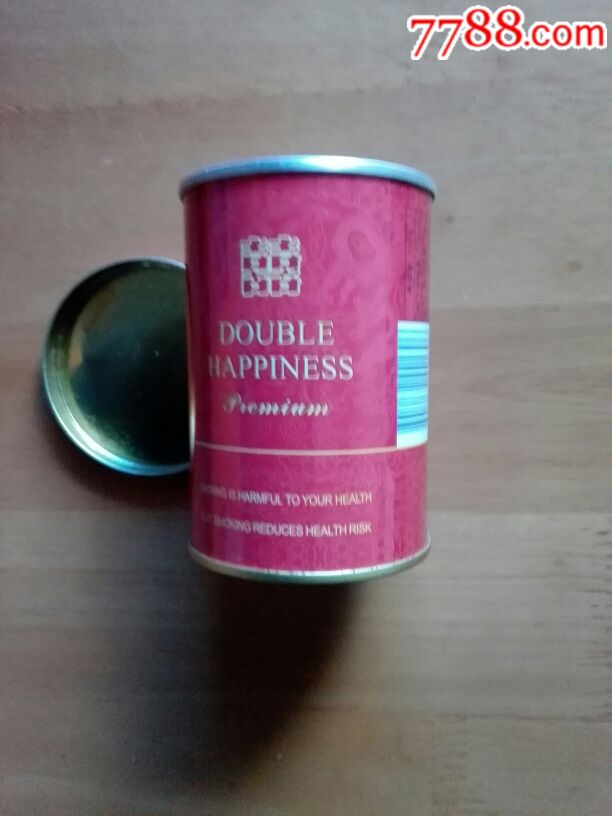 7788.com
DOUBLE
HAPPINESS
Premium
IS HARMFUL TO YOUR HEALTH
SMOKING REDUCES HEALTH RISK